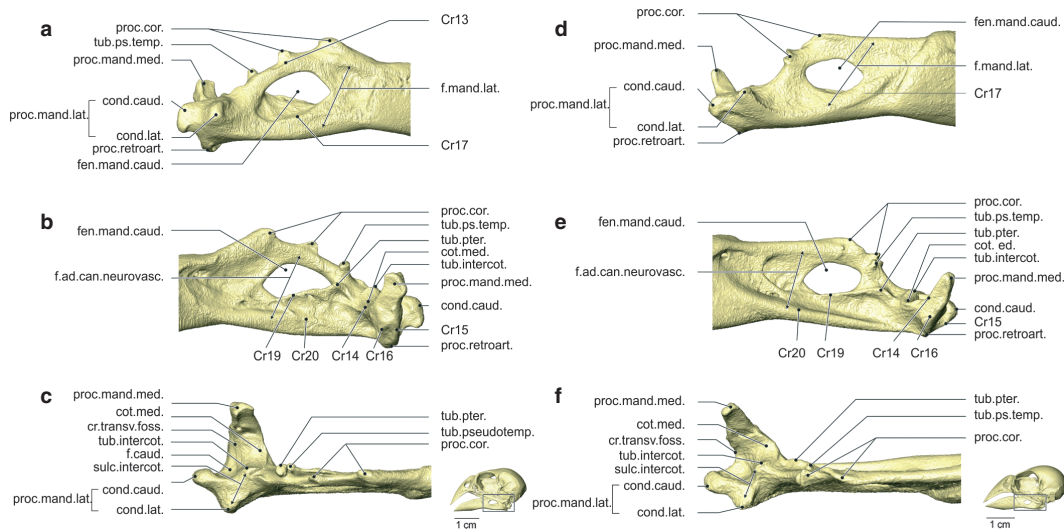 a
proc.cor.
Cr13
tub.ps.temp.
proc.mand.med.
cond.caud.
f.mand.lat.
proc.mand.lat.
cond.lat.
proc.retroart.
Cr17
fen.mand.caud.
d
proc.cor.
fen.mand.caud.
proc.mand.med.
f.mand.lat.
cond.caud.
Cr17
proc.mand.lat.
cond.lat.
proc.retroart.
b
proc.cor.
fen.mand.caud.
tub.ps.temp.
tub.pter.
cot.med.
tub.intercot.
f.ad.can.neurovasc.
proc.mand.med.
cond.caud.
Cr15
proc.retroart.
Cr19
Cr20
Cr14
Cr16
e
proc.cor.
fen.mand.caud.
tub.ps.temp.
tub.pter.
cot. ed.
tub.intercot.
f.ad.can.neurovasc.
proc.mand.med.
cond.caud.
Cr15
proc.retroart.
Cr20
Cr19
Cr14
Cr16
c
proc.mand.med.
cot.med.
cr.transv.foss.
tub.intercot.
f.caud.
sulc.intercot.
cond.caud.
proc.mand.lat.
cond.lat.
tub.pter.
tub.pseudotemp.
proc.cor.
1 cm
f
proc.mand.med.
cot.med.
cr.transv.foss.
tub.intercot.
sulc.intercot.
cond.caud.
proc.mand.lat.
cond.lat.
tub.pter.
tub.ps.temp.
proc.cor.
1 cm